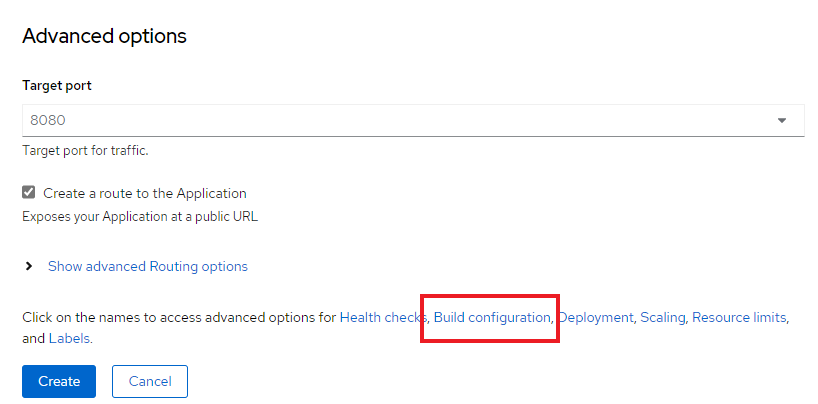 Advanced options
Target port
8080
Target port for traffic.
Create a route to the Application
Exposes your Application at a public URL
Show advanced Routing options
Click on the names to access advanced options for Health checks, Build configuration, Deployment, Scaling, Resource limits,
and Labels.
Create Cancel